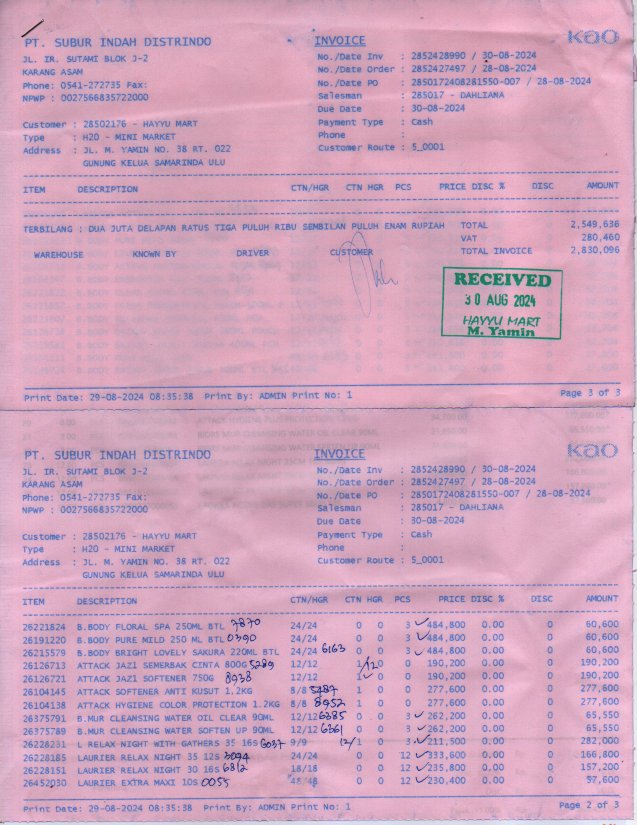 PT. SUBUR INDAH DISTRINDO
INVOICE
Kao
JL. IR. SUTAMI BLOK J-2
KARANG ASAM
Phone: 0541-272735 Fax:
NPWP : 0027566835722000
No./Date Inv : 2852428990 / 30-08-2024
No./Date Order : 2852427497 / 28-08-2024
No./Date PO : 2850172408281550-007 / 28-08-2024
Salesman : 285017 - DAHLIANA
Due Date : 30-08-2024
Customer : 28502176 - HAYYU MART
Payment Type : Cash
Type : H20 - MINI MARKET
Phone :
Address : JL. M. YAMIN NO. 38 RT. 022
Customer Route : 5_0001
GUNUNG KELUA SAMARINDA ULU
ITEM DESCRIPTION CTN/HGR CTN HGR PCS PRICE DISC % DISC AMOUNT
TERBILANG : DUA JUTA DELAPAN RATUS TIGA PULUH RIBU SEMBILAN PULUH ENAM RUPIAH TOTAL 2,549,636
VAT 280,460
WAREHOUSE KNOWN BY DRIVER CUSTOMER TOTAL INVOICE 2,830,096
RECEIVED
30 AUG 2024
HAYYU MART
M. Yamin
Print Date: 29-08-2024 08:35:38 Print By: ADMIN Print No: 1 Page 3 of 3
PT. SUBUR INDAH DISTRINDO
INVOICE
Kao
JL. IR. SUTAMI BLOK J-2
KARANG ASAM
Phone: 0541-272735 Fax:
NPWP : 0027566835722000
No./Date Inv : 2852428990 / 30-08-2024
No./Date Order : 2852427497 / 28-08-2024
No./Date PO : 2850172408281550-007 / 28-08-2024
Salesman : 285017 - DAHLIANA
Due Date : 30-08-2024
Customer : 28502176 - HAYYU MART
Payment Type : Cash
Type : H20 - MINI MARKET
Phone :
Address : JL. M. YAMIN NO. 38 RT. 022
Customer Route : 5_0001
GUNUNG KELUA SAMARINDA ULU
ITEM DESCRIPTION CTN/HGR CTN HGR PCS PRICE DISC % DISC AMOUNT
26221824 B.BODY FLORAL SPA 250ML BTL 7870 24/24 0 0 3 484,800 0.00 0 60,600
26191220 B.BODY PURE MILD 250 ML BTL 0390 24/24 0 0 3 484,800 0.00 0 60,600
26215579 B.BODY BRIGHT LOVELY SAKURA 220ML BTL 24/24 6163 0 0 3 484,800 0.00 0 60,600
26126713 ATTACK JAZ1 SEMERBAK CINTA 800G 5289 12/12 1 0 0 190,200 0.00 0 190,200
26126721 ATTACK JAZ1 SOFTENER 750G 8938 12/12 1 0 0 190,200 0.00 0 190,200
26104145 ATTACK SOFTENER ANTI KUSUT 1.2KG 8/8 5487 1 0 0 277,600 0.00 0 277,600
26104138 ATTACK HYGIENE COLOR PROTECTION 1.2KG 8/8 8952 1 0 0 277,600 0.00 0 277,600
26375791 B.MUR CLEANSING WATER OIL CLEAR 90ML 12/12 6385 0 0 3 262,200 0.00 0 65,550
26375789 B.MUR CLEANSING WATER SOFTEN UP 90ML 12/12 6361 0 0 3 262,200 0.00 0 65,550
26228231 L RELAX NIGHT WITH GATHERS 35 16S 6037 9/9 1 0 3 211,500 0.00 0 282,000
26228185 LAURIER RELAX NIGHT 35 12S 3094 24/24 0 0 12 333,600 0.00 0 166,800
26228151 LAURIER RELAX NIGHT 30 16S 6812 18/18 0 0 12 235,800 0.00 0 157,200
26452030 LAURIER EXTRA MAXI 10S 0055 48/48 0 0 12 230,400 0.00 0 57,600
Print Date: 29-08-2024 08:35:38 Print By: ADMIN Print No: 1 Page 2 of 3